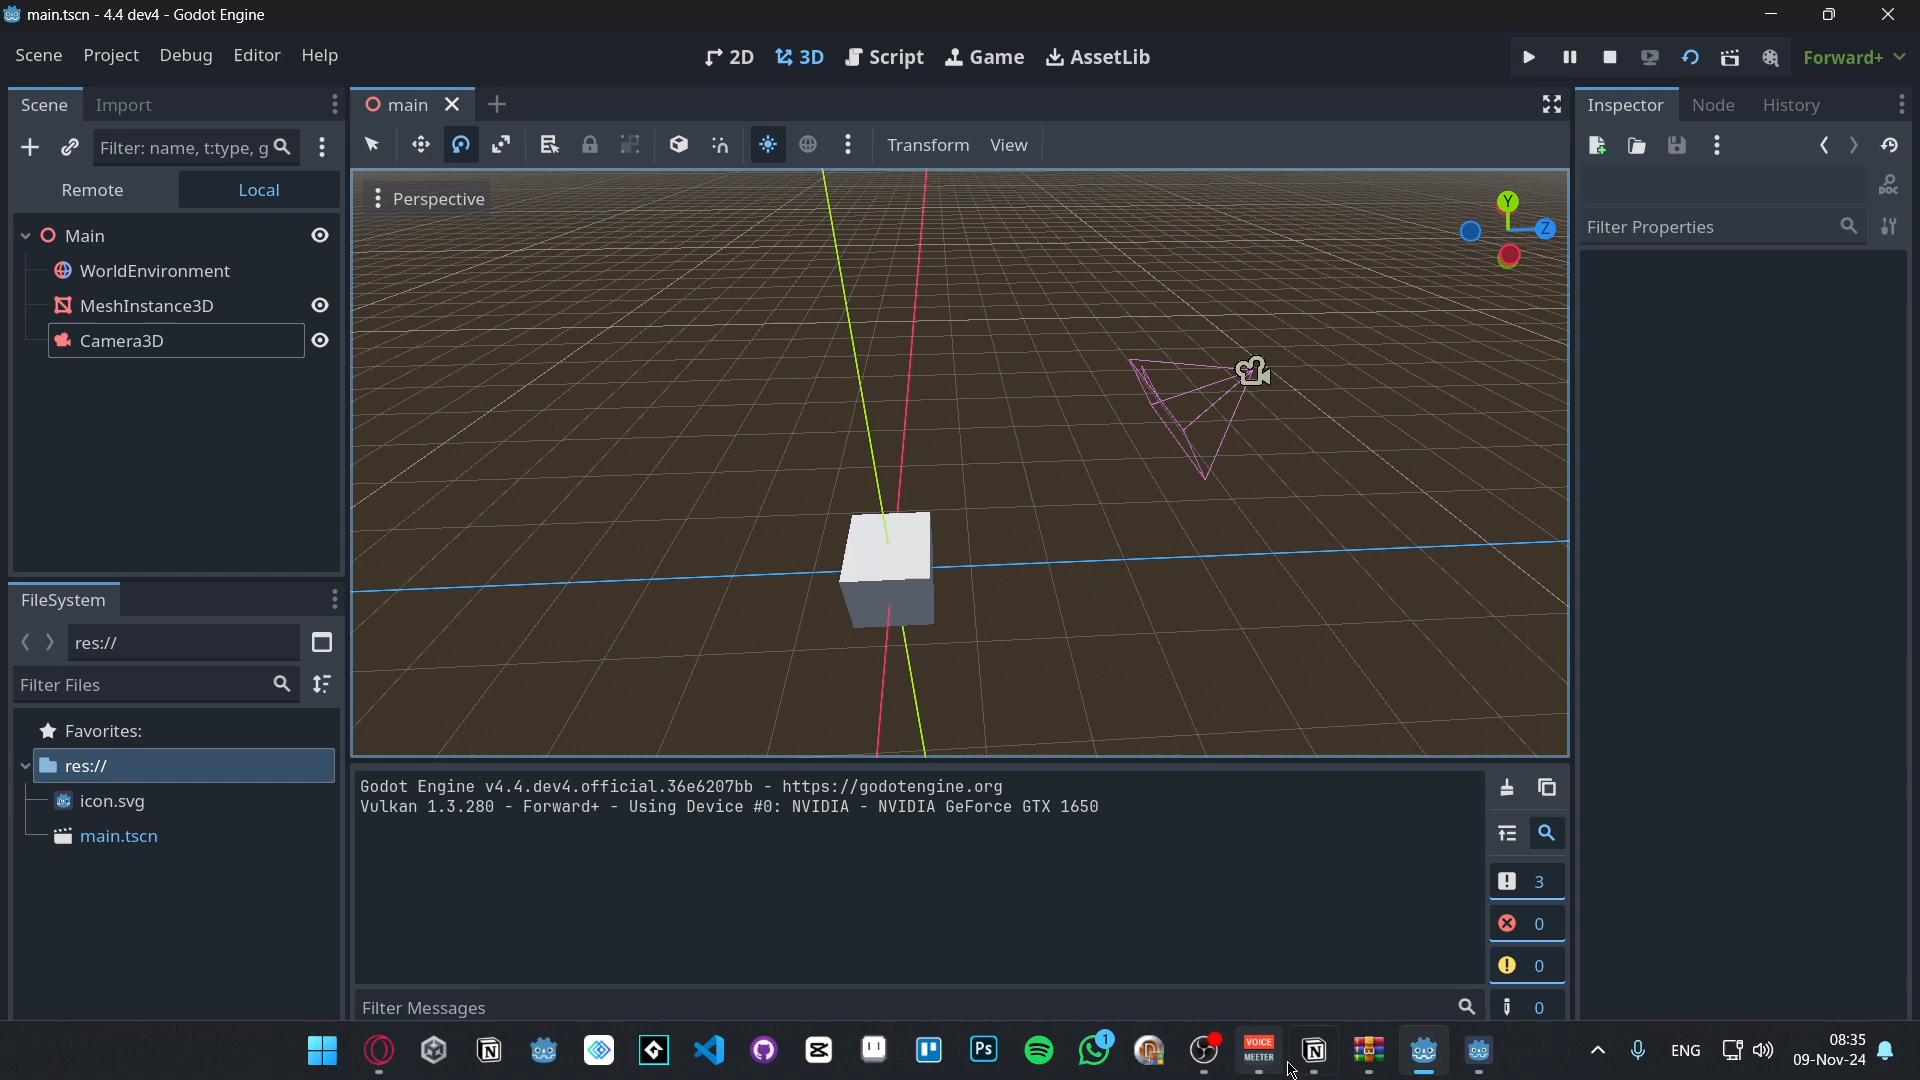 main.tscn - 4.4 dev4 - Godot Engine
Scene Project Debug Editor Help
2D 3D Script Game AssetLib
Forward+
Scene Import
main
Inspector Node History
Filter: name, t:type, g
Transform View
Remote Local
Perspective
Y
Z
DOC
Filter Properties
Main
WorldEnvironment
MeshInstance3D
Camera3D
FileSystem
res://
Filter Files
Favorites:
res://
icon.svg
main.tscn
Godot Engine v4.4.dev4.official.36e6207bb - https://godotengine.org
Vulkan 1.3.280 - Forward+ - Using Device #0: NVIDIA - NVIDIA GeForce GTX 1650
3
0
0
0
Filter Messages
Ps
1
VOICE
MEETER
ENG
08:35
09-Nov-24